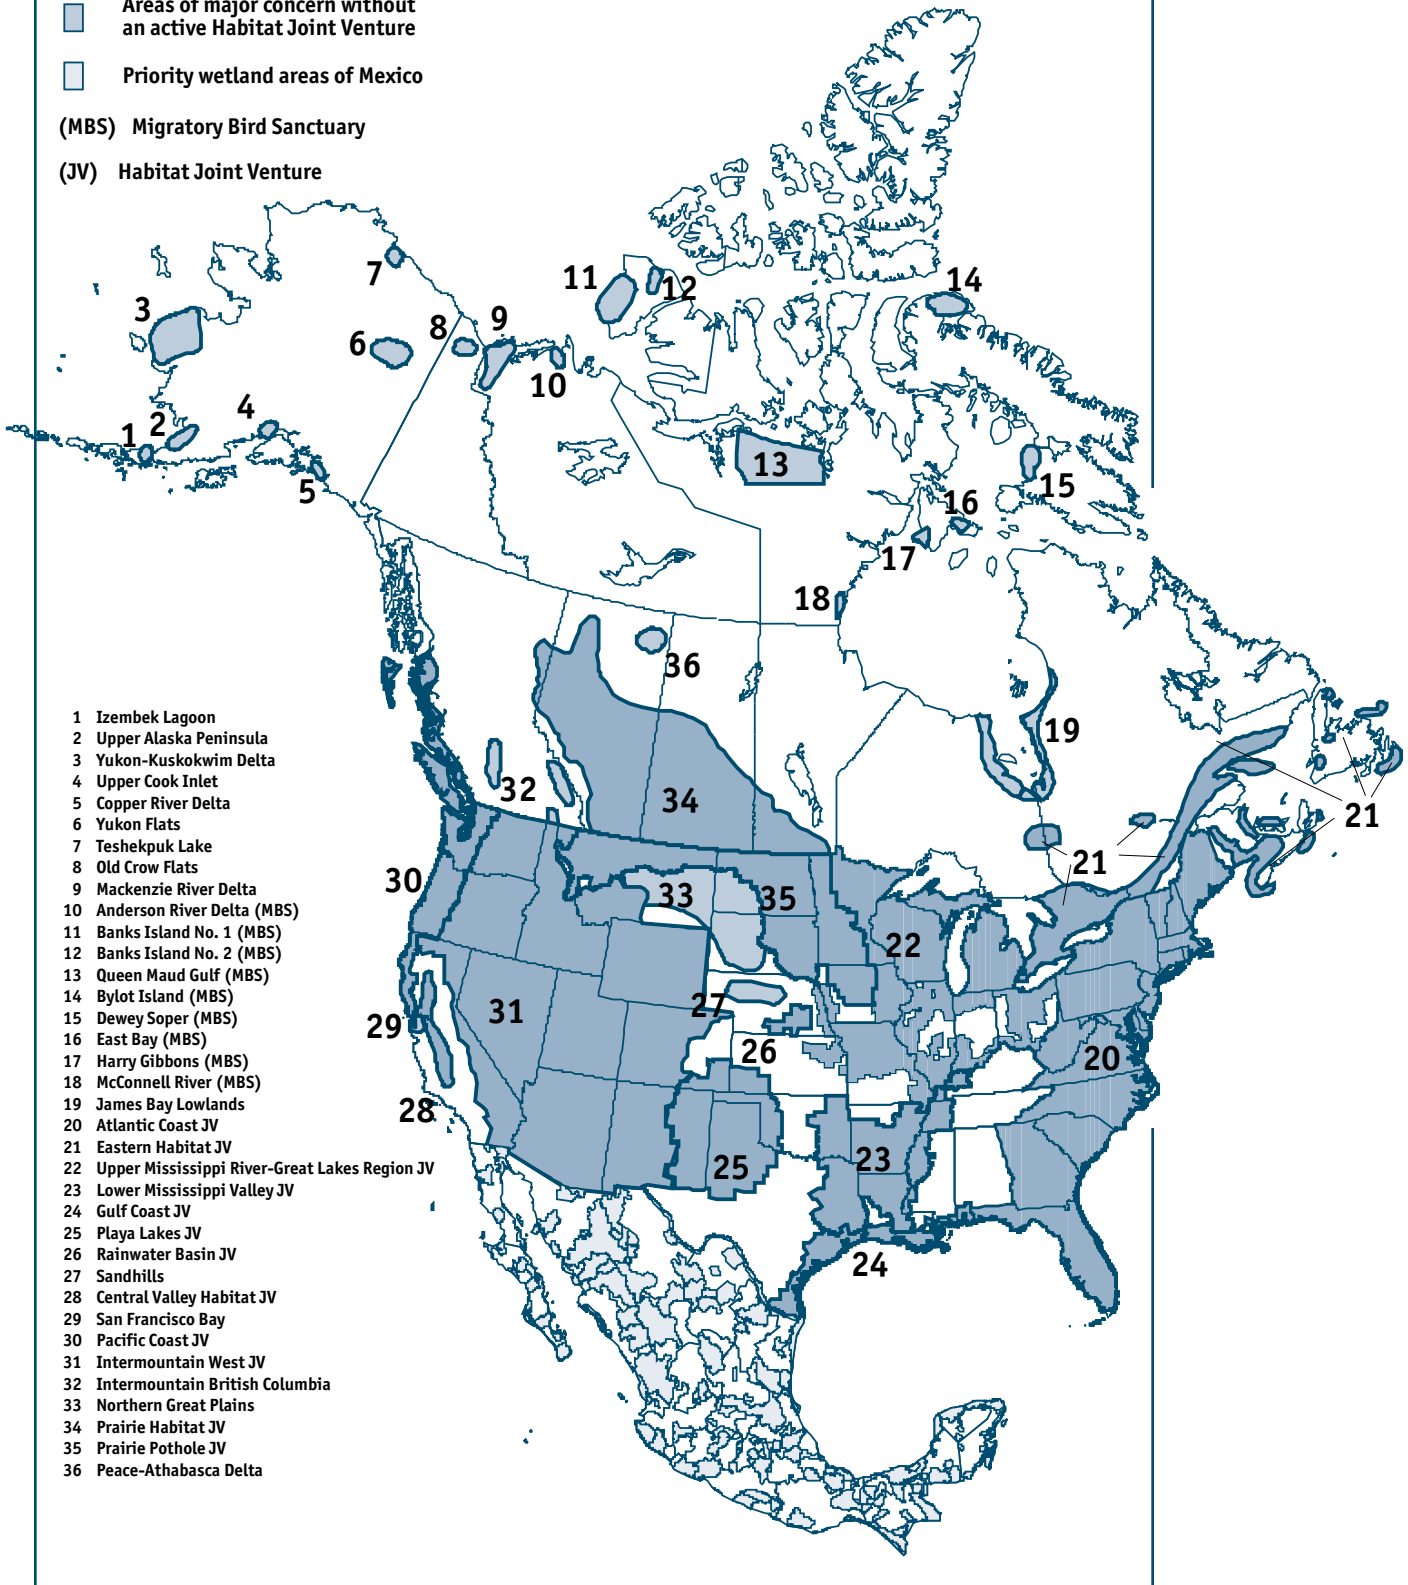 Areas of major concern without
an active Habitat Joint Venture
Priority wetland areas of Mexico
(MBS) Migratory Bird Sanctuary
(JV) Habitat Joint Venture
1 Izembek Lagoon
2 Upper Alaska Peninsula
3 Yukon-Kuskokwim Delta
4 Upper Cook Inlet
5 Copper River Delta
6 Yukon Flats
7 Teshekpuk Lake
8 Old Crow Flats
9 Mackenzie River Delta
10 Anderson River Delta (MBS)
11 Banks Island No. 1 (MBS)
12 Banks Island No. 2 (MBS)
13 Queen Maud Gulf (MBS)
14 Bylot Island (MBS)
15 Dewey Soper (MBS)
16 East Bay (MBS)
17 Harry Gibbons (MBS)
18 McConnell River (MBS)
19 James Bay Lowlands
20 Atlantic Coast JV
21 Eastern Habitat JV
22 Upper Mississippi River-Great Lakes Region JV
23 Lower Mississippi Valley JV
24 Gulf Coast JV
25 Playa Lakes JV
26 Rainwater Basin JV
27 Sandhills
28 Central Valley Habitat JV
29 San Francisco Bay
30 Pacific Coast JV
31 Intermountain West JV
32 Intermountain British Columbia
33 Northern Great Plains
34 Prairie Habitat JV
35 Prairie Pothole JV
36 Peace-Athabasca Delta
7
11
12
14
3
6
8
9
10
2
4
1
5
13
15
16
17
18
36
19
32
34
21
21
30
33
35
22
27
31
29
26
20
28
25
23
24